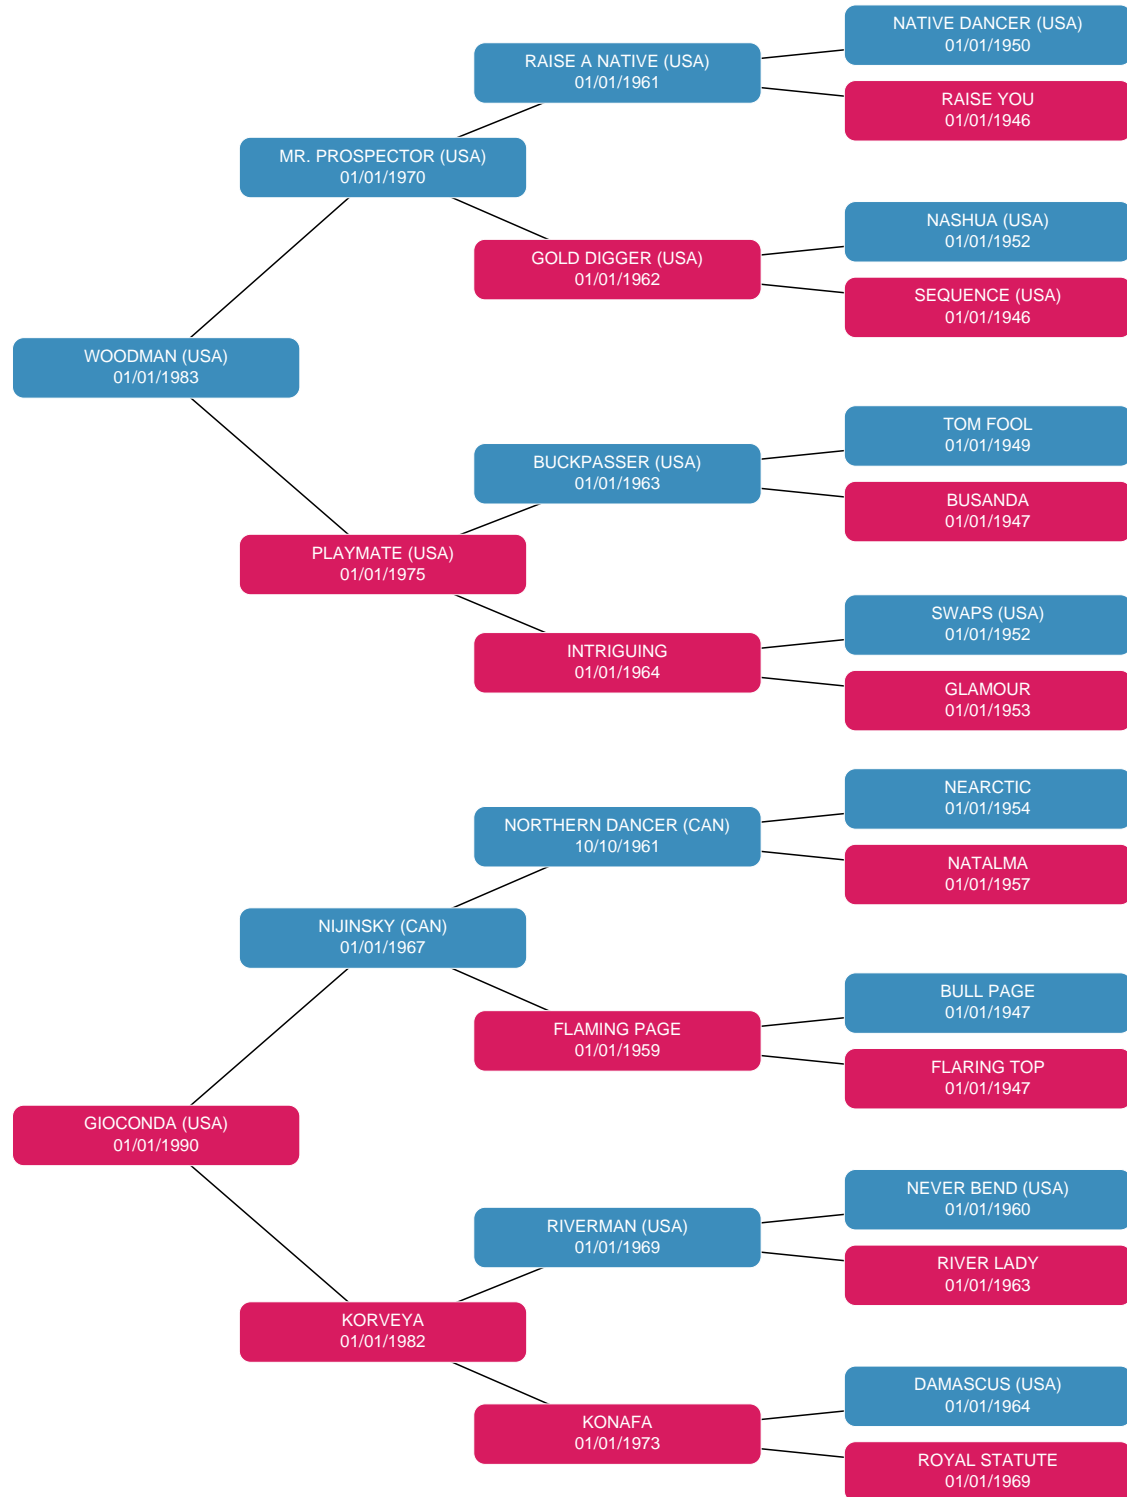 NATIVE DANCER (USA)
01/01/1950
RAISE A NATIVE (USA)
01/01/1961
RAISE YOU
01/01/1946
MR. PROSPECTOR (USA)
01/01/1970
NASHUA (USA)
01/01/1952
GOLD DIGGER (USA)
01/01/1962
SEQUENCE (USA)
01/01/1946
WOODMAN (USA)
01/01/1983
TOM FOOL
01/01/1949
BUCKPASSER (USA)
01/01/1963
BUSANDA
01/01/1947
PLAYMATE (USA)
01/01/1975
SWAPS (USA)
01/01/1952
INTRIGUING
01/01/1964
GLAMOUR
01/01/1953
NEARCTIC
01/01/1954
NORTHERN DANCER (CAN)
10/10/1961
NATALMA
01/01/1957
NIJINSKY (CAN)
01/01/1967
BULL PAGE
01/01/1947
FLAMING PAGE
01/01/1959
FLARING TOP
01/01/1947
GIOCONDA (USA)
01/01/1990
NEVER BEND (USA)
01/01/1960
RIVERMAN (USA)
01/01/1969
RIVER LADY
01/01/1963
KORVEYA
01/01/1982
DAMASCUS (USA)
01/01/1964
KONAFA
01/01/1973
ROYAL STATUTE
01/01/1969